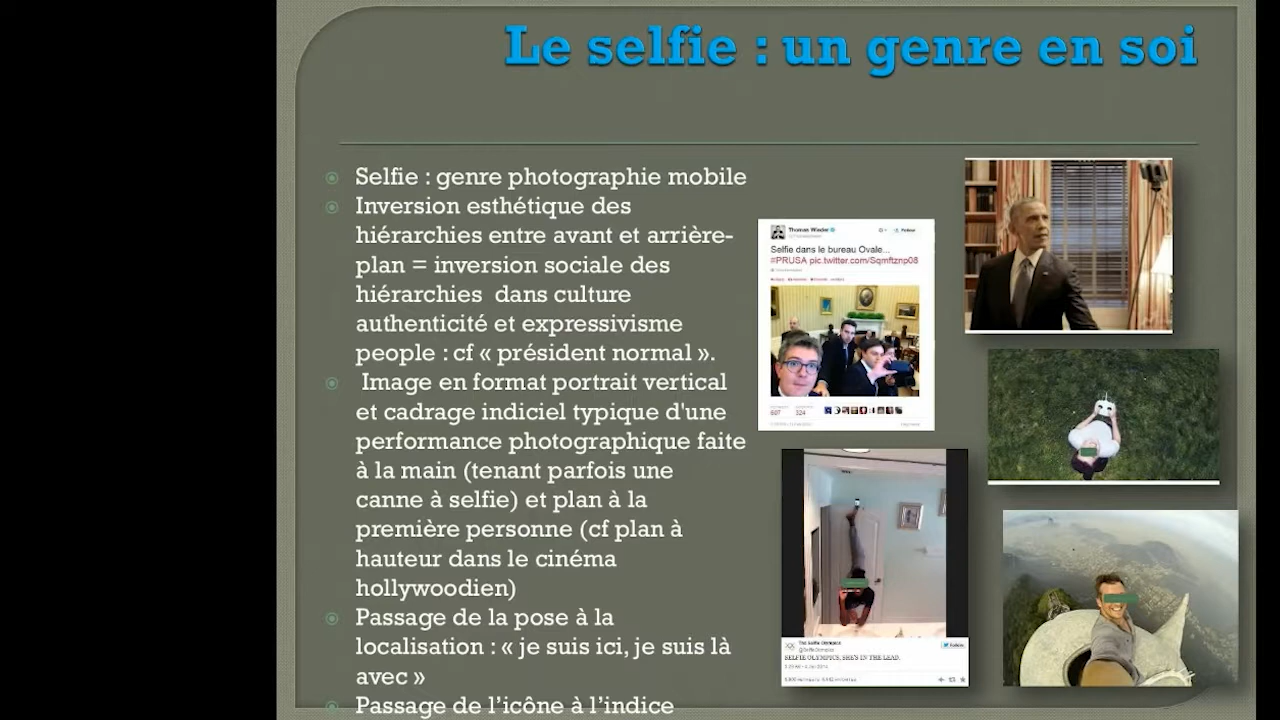 Le selfie : un genre en soi
Selfie : genre photographie mobile
Inversion esthétique des
hiérarchies entre avant et arrière-
plan = inversion sociale des
hiérarchies dans culture
authenticité et expressivisme
people : cf « président normal ».
Image en format portrait vertical
et cadrage indiciel typique d'une
performance photographique faite
à la main (tenant parfois une
canne à selfie) et plan à la
première personne (cf plan à
hauteur dans le cinéma
hollywoodien)
Passage de la pose à la
localisation : « je suis ici, je suis là
avec »
Passage de l'icône à l'indice
Thomas Wieder
Follow
Selfie dans le bureau Ovale...
#PRUSA pic.twitter.com/Sqmftznp08
The Selfie Olympics
Follow
SELFIE OLYMPICS, SHE'S IN THE LEAD.